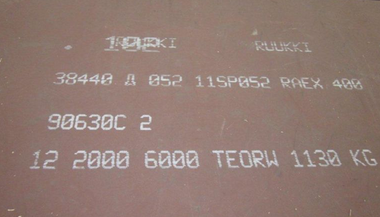 RUUKKI
38440 Д 052 11SP052 RAEX 400
90630C 2
12 2000 6000 TEORW 1130 KG